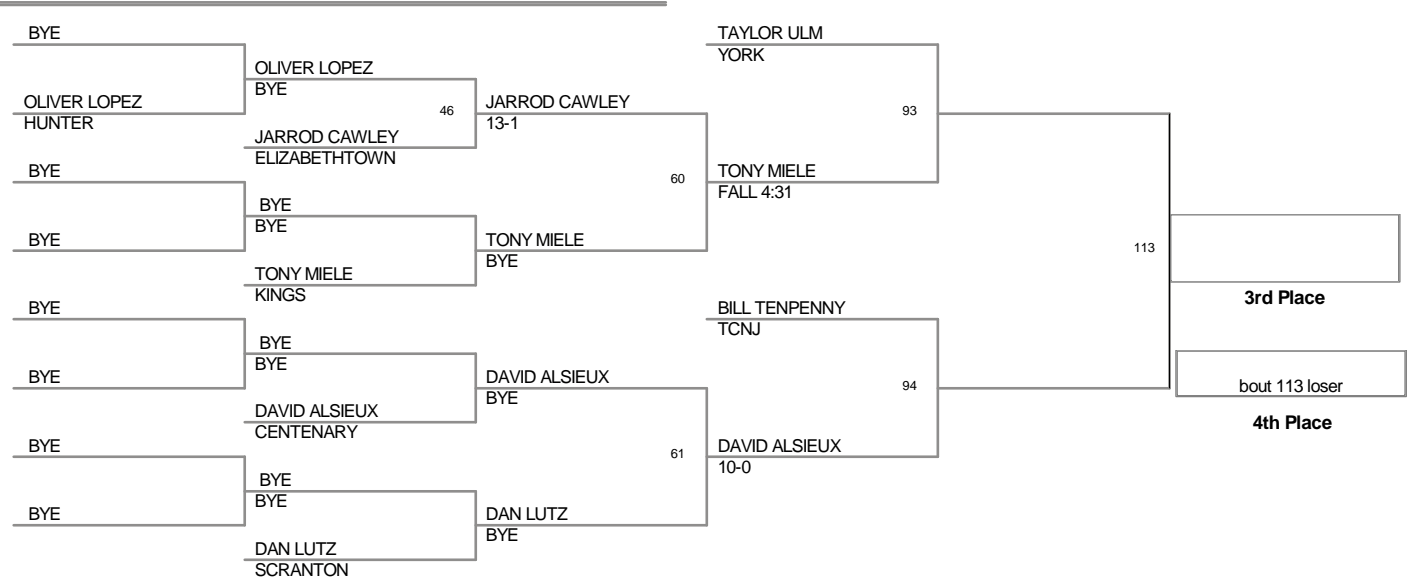 BYE
OLIVER LOPEZ
HUNTER
BYE
BYE
BYE
BYE
BYE
BYE
OLIVER LOPEZ
BYE
46
JARROD CAWLEY
ELIZABETHTOWN
BYE
BYE
TONY MIELE
KINGS
BYE
BYE
DAVID ALSIEUX
CENTENARY
BYE
BYE
DAN LUTZ
SCRANTON
JARROD CAWLEY
13-1
60
TONY MIELE
BYE
DAVID ALSIEUX
BYE
61
DAN LUTZ
BYE
TAYLOR ULM
YORK
93
TONY MIELE
FALL 4:31
BILL TENPENNY
TCNJ
94
DAVID ALSIEUX
10-0
113
3rd Place
bout 113 loser
4th Place